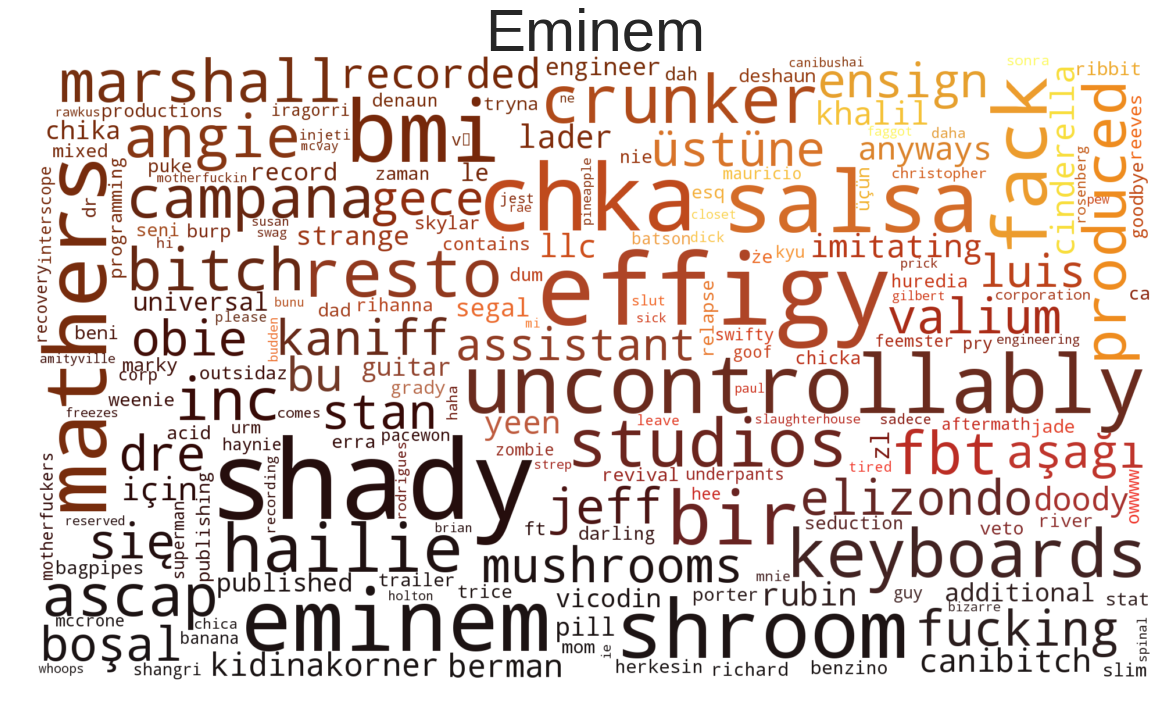 Eminem
marshall recorded engineer dah deshaun canibushai ensign sonra ribbit
rawkus productions iragorri denaun tryna crunker ne khalil fack cinderella produced reeves
chika angie injeti bmi v lader üstüne faggot daha anyways
mixed mcvay nie christopher rosenberg goodbye
puke motherfuckin record zaman le chka mauricio salsa üçün
mathers dr programming campana gece jest rae pineapple esq closet pew
interscope seni burp susan swag strange skylar contains llc batson dick że kyu imitating prick
hi bitch resto dum effigy huredia luis
recovery universal bunu dad rihanna segal mi slut sick relapse gilbert corporation ca
please beni obie budden kaniff assistant swifty goof valium feemster pry engineering
amityville marky corp outsidaz bu guitar grady chicka
weenie inc comes stan haha uncontrollably paul
freezes acid urm haynie erra pacewon yeen leave slaughterhouse sadece aftermath jade
dre shady zombie strep studios tired zl fbt aşağı
motherfuckers için publishing recording rodrigues revival underpants hee owwww
reserved superman brian ft jeff darling bir elizondo doody
się hailie seduction veto river
bagpipes published trailer holton mushrooms mnie keyboards
ascap trice vicodin porter rubin guy additional bizarre stat
mccrone chica eminem pill shroom fucking spinal
boşal banana mom ie canibitch
whoops shangri kidinakorner berman herkesin richard benzino slim